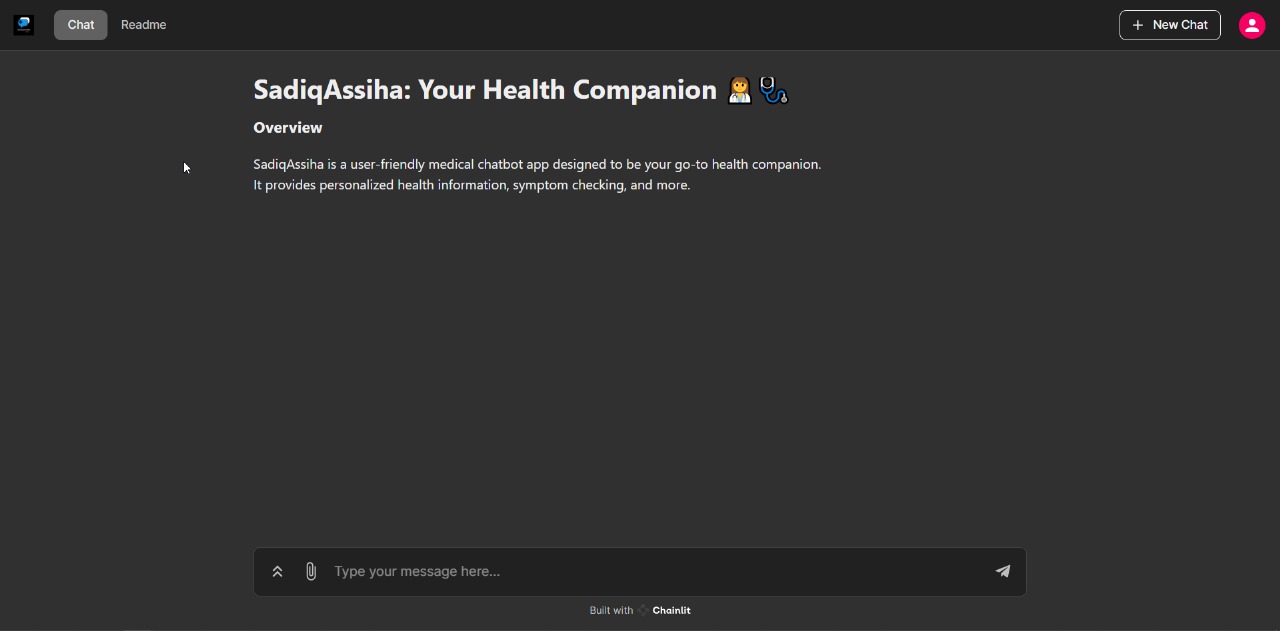 Chat
Readme
New Chat
SadiqAssiha: Your Health Companion 👩‍⚕️🩺
Overview
SadiqAssiha is a user-friendly medical chatbot app designed to be your go-to health companion.
It provides personalized health information, symptom checking, and more.
Type your message here...
Built with Chainlit